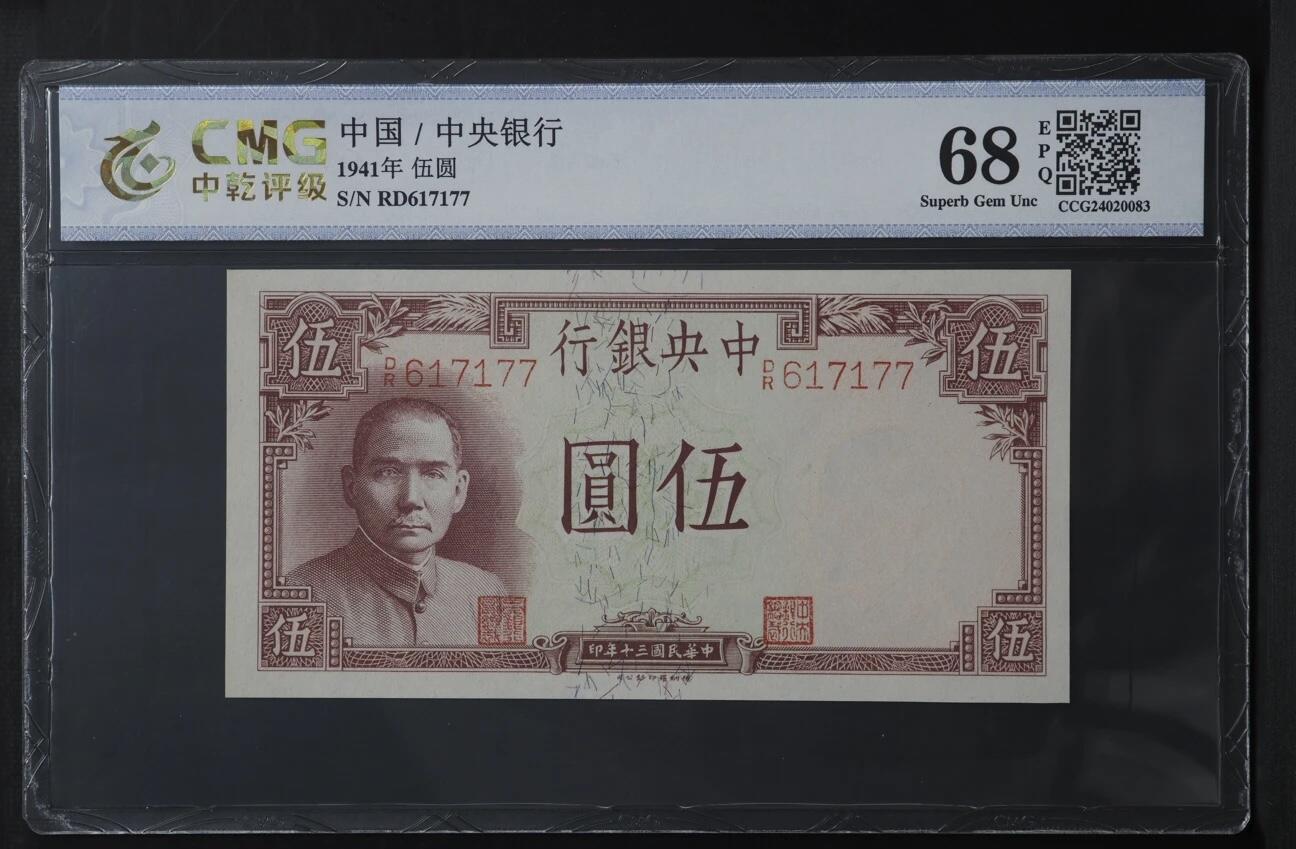 CMG
中乾评级
中国 / 中央银行
1941年 伍圆
S/N RD617177
68
EPQ
Superb Gem Unc
CCG24020083
伍
伍
行銀央中
D/R 617177
D/R 617177
圓伍
伍
伍
印年十三國民華中